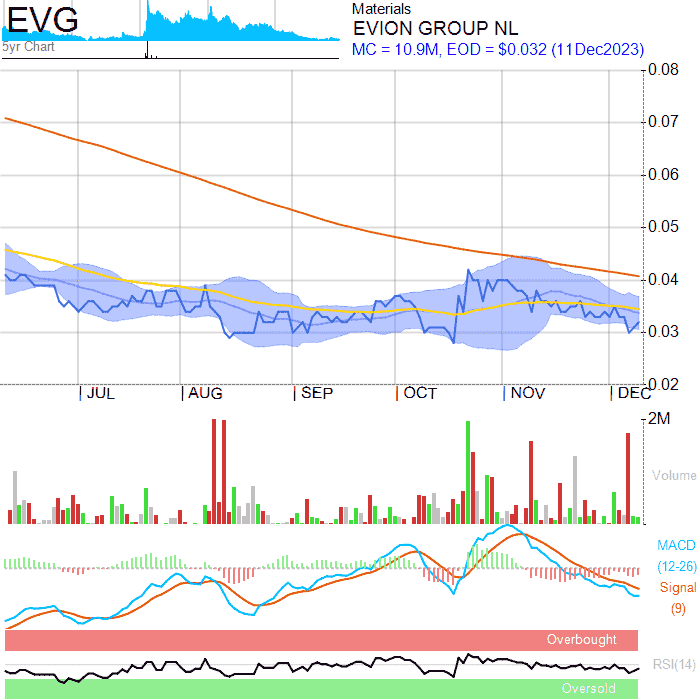 EVG
5yr Chart
Materials
EVION GROUP NL
MC = 10.9M, EOD = $0.032 (11Dec2023)
0.08
0.07
0.06
0.05
0.04
0.03
0.02
JUL AUG SEP OCT NOV DEC
2M
Volume
MACD
(12-26)
Signal
(9)
Overbought
RSI(14)
Oversold